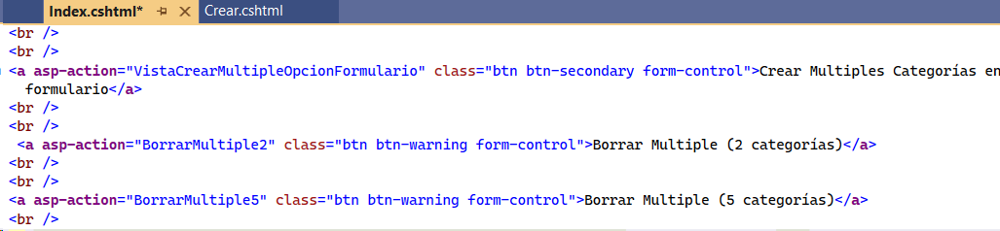 Index.cshtml* Crear.cshtml
<br />
<br />
<a asp-action="VistaCrearMultipleOpcionFormulario" class="btn btn-secondary form-control">Crear Multiples Categorías en
formulario</a>
<br />
<br />
<a asp-action="BorrarMultiple2" class="btn btn-warning form-control">Borrar Multiple (2 categorías)</a>
<br />
<br />
<a asp-action="BorrarMultiple5" class="btn btn-warning form-control">Borrar Multiple (5 categorías)</a>
<br />